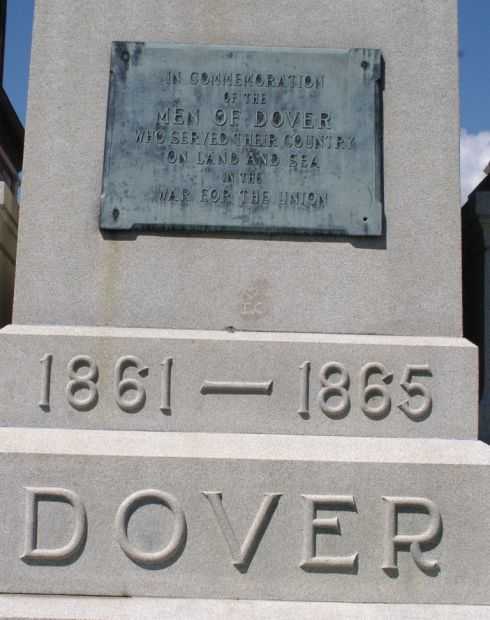 IN COMMEMORATION
OF THE
MEN OF DOVER
WHO SERVED THEIR COUNTRY
ON LAND AND SEA
IN THE
WAR FOR THE UNION
1861 — 1865
DOVER